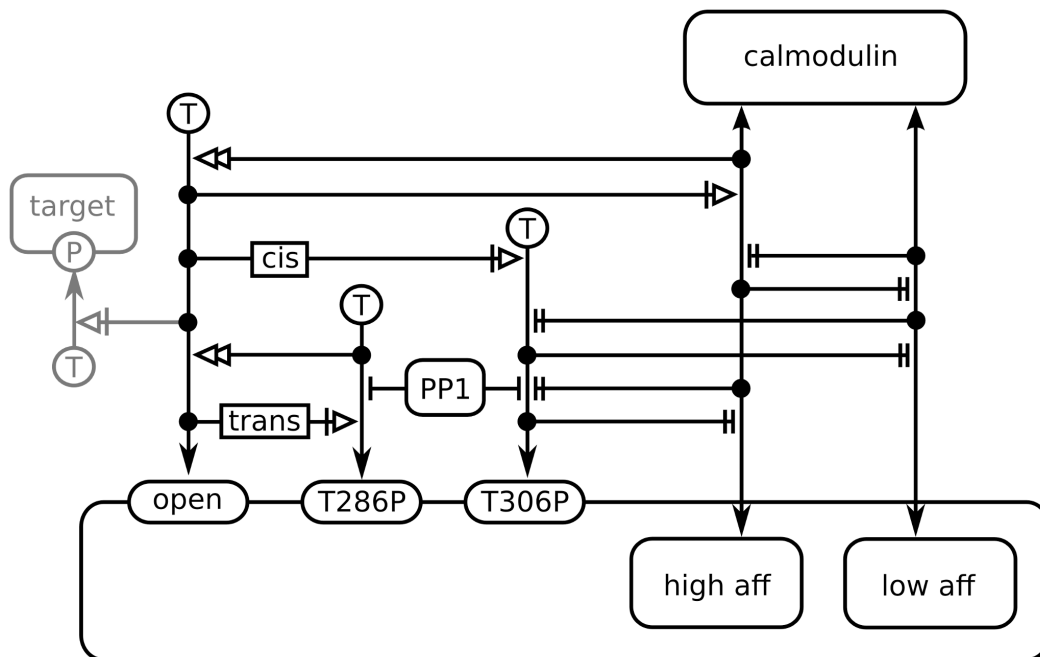 calmodulin
T
target
P
T
cis
T
T
PP1
trans
open
T286P
T306P
high aff
low aff